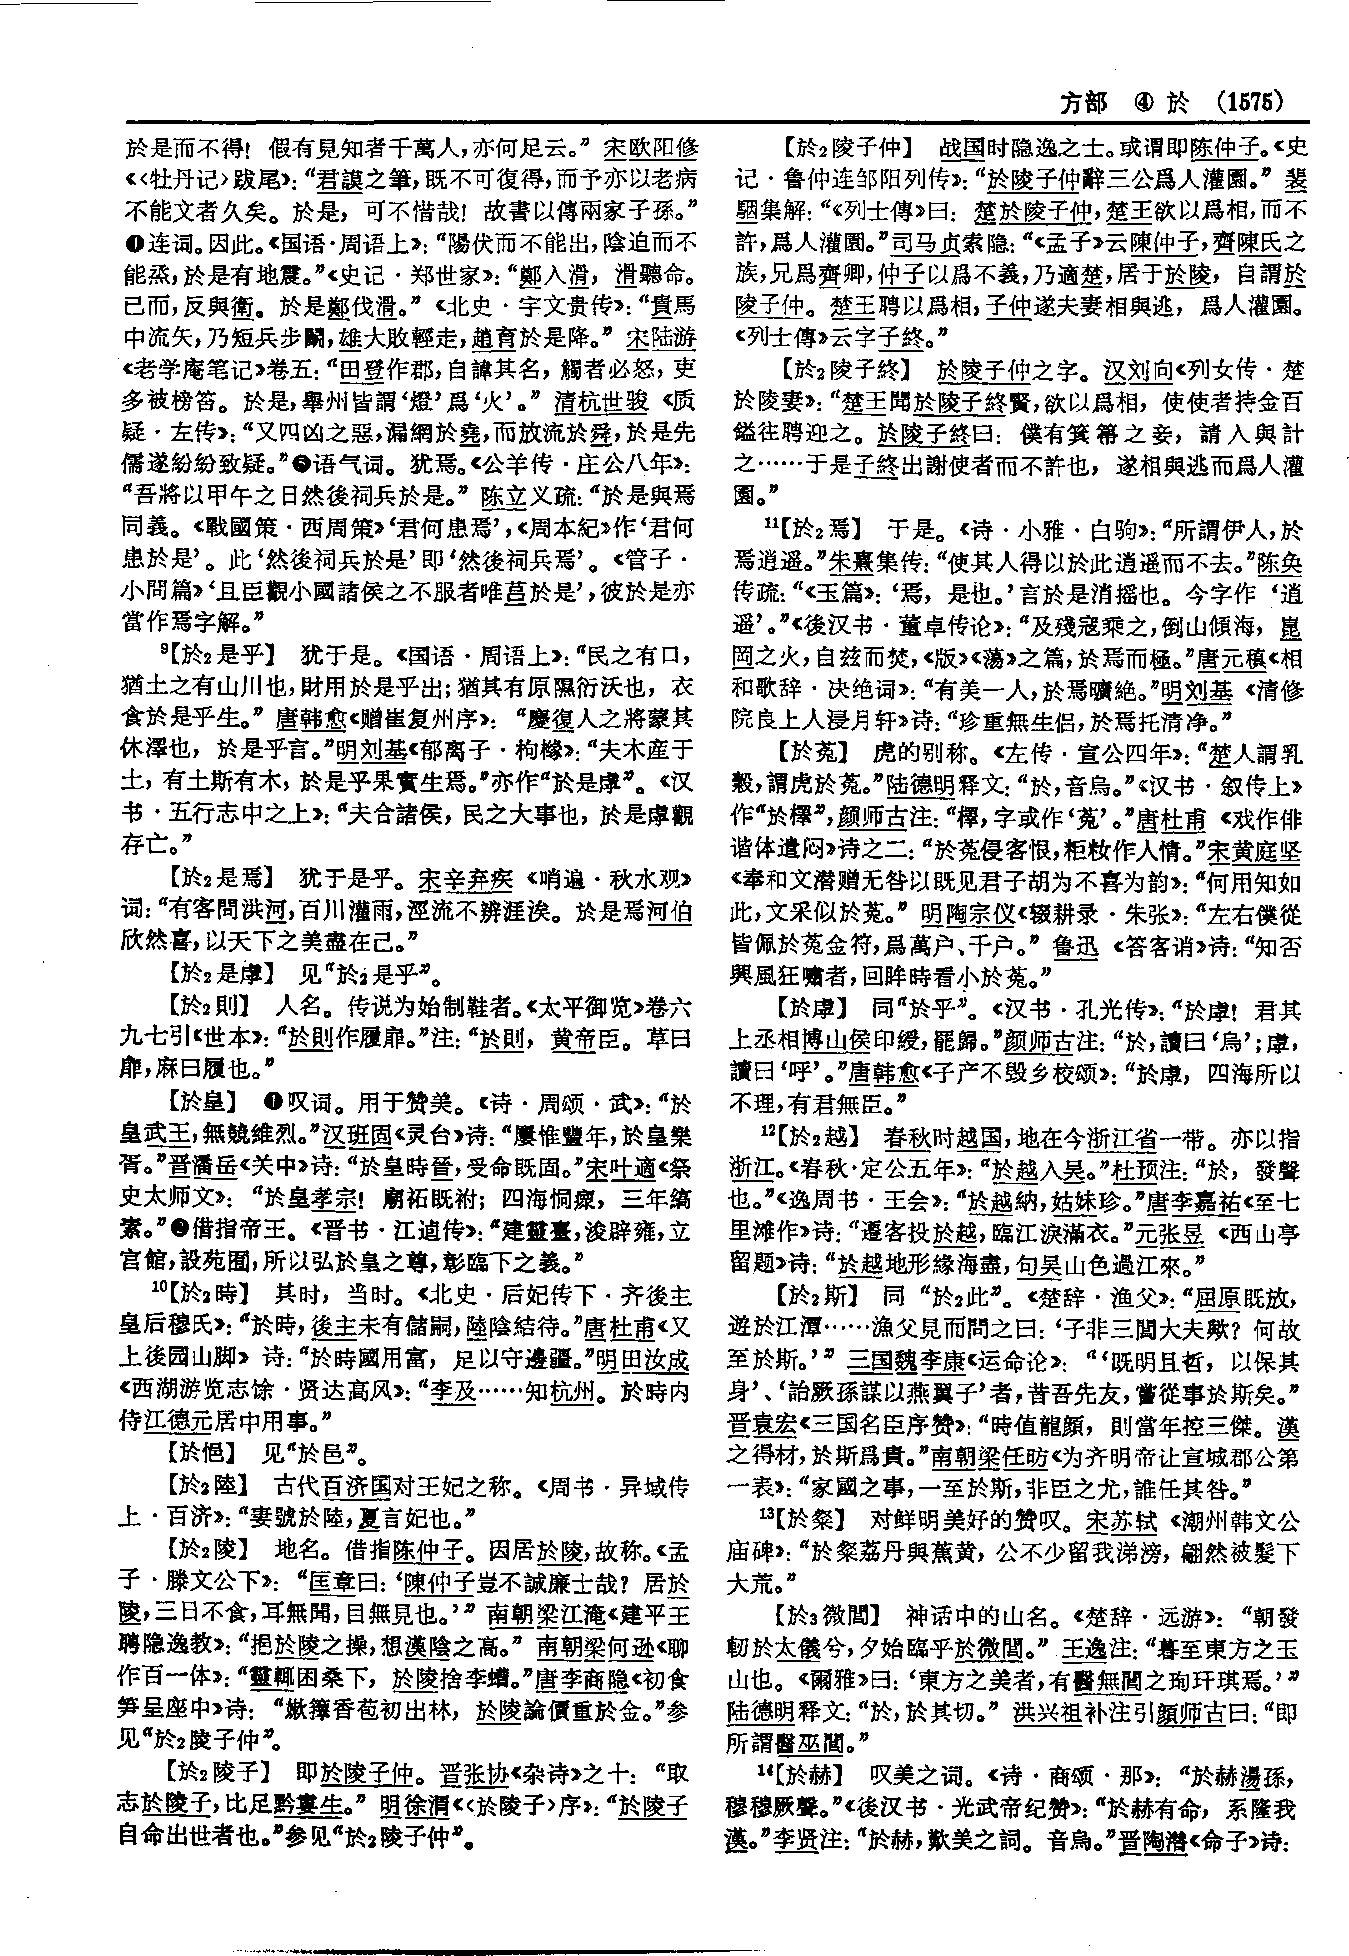 方部 ④ 於 (1575)
於是而不得！假有見知者千萬人，亦何足云。”宋欧阳修
《〈牡丹记〉跋尾》：“君謨之筆，既不可復得，而予亦以老病
不能文者久矣。於是，可不惜哉！故書以傳兩家子孫。”
❹连词。因此。《国语·周语上》：“陽伏而不能出，陰迫而不
能烝，於是有地震。”《史记·郑世家》：“鄭入滑，滑聽命。
已而，反與衛。於是鄭伐滑。”《北史·宇文贵传》：“貴馬
中流矢，乃短兵步鬭，雄大敗輕走，趙育於是降。”宋陆游
《老学庵笔记》卷五：“田登作郡，自諱其名，觸者必怒，吏
多被榜笞。於是，舉州皆謂‘燈’爲‘火’。”清杭世骏《质
疑·左传》：“又四凶之惡，漏網於堯，而放流於舜，於是先
儒遂紛紛致疑。”❺语气词。犹焉。《公羊传·庄公八年》：
“吾將以甲午之日然後祠兵於是。”陈立义疏：“於是與焉
同義。《戰國策·西周策》‘君何患焉’，《周本紀》作‘君何
患於是’。此‘然後祠兵於是’即‘然後祠兵焉’。《管子·
小問篇》‘且臣觀小國諸侯之不服者唯莒於是’，彼於是亦
當作焉字解。”
9【於₂是乎】 犹于是。《国语·周语上》：“民之有口，
猶土之有山川也，財用於是乎出；猶其有原隰衍沃也，衣
食於是乎生。”唐韩愈《赠崔复州序》：“慶復人之將蒙其
休澤也，於是乎言。”明刘基《郁离子·枸橼》：“夫木産于
土，有土斯有木，於是乎果實生焉。”亦作“於是虖”。《汉
书·五行志中之上》：“夫合諸侯，民之大事也，於是虖觀
存亡。”
【於₂是焉】 犹于是乎。宋辛弃疾《哨遍·秋水观》
词：“有客問洪河，百川灌雨，涇流不辨涯涘。於是焉河伯
欣然喜，以天下之美盡在己。”
【於₂是虖】 见“於₂是乎”。
【於₂則】 人名。传说为始制鞋者。《太平御览》卷六
九七引《世本》：“於則作履扉。”注：“於則，黄帝臣。草曰
扉，麻曰履也。”
【於皇】 ❶叹词。用于赞美。《诗·周颂·武》：“於
皇武王，無競維烈。”汉班固《灵台》诗：“屢惟豐年，於皇樂
胥。”晋潘岳《关中》诗：“於皇時晉，受命既固。”宋叶適《祭
史太师文》：“於皇孝宗！廟祏既祔；四海恫瘝，三年縞
素。”❷借指帝王。《晋书·江逌传》：“建靈臺，浚辟雍，立
宫館，設苑囿，所以弘於皇之尊，彰臨下之義。”
10【於₂時】 其时，当时。《北史·后妃传下·齐後主
皇后穆氏》：“於時，後主未有儲嗣，陸陰結待。”唐杜甫《又
上後园山脚》诗：“於時國用富，足以守邊疆。”明田汝成
《西湖游览志馀·贤达高风》：“李及……知杭州。於時内
侍江德元居中用事。”
【於悒】 见“於邑”。
【於₂陸】 古代百济国对王妃之称。《周书·异域传
上·百济》：“妻號於陸，夏言妃也。”
【於₂陵】 地名。借指陈仲子。因居於陵，故称。《孟
子·滕文公下》：“匡章曰：‘陳仲子豈不誠廉士哉？居於
陵，三日不食，耳無聞，目無見也。’”南朝梁江淹《建平王
聘隐逸教》：“挹於陵之操，想漢陰之高。”南朝梁何逊《聊
作百一体》：“靈輒困桑下，於陵捨李螬。”唐李商隐《初食
笋呈座中》诗：“嫩籜香苞初出林，於陵論價重於金。”参
见“於₂陵子仲”。
【於₂陵子】 即於陵子仲。晋张协《杂诗》之十：“取
志於陵子，比足黔婁生。”明徐渭《〈於陵子〉序》：“於陵子
自命出世者也。”参见“於₂陵子仲”。
【於₂陵子仲】 战国时隐逸之士。或谓即陈仲子。《史
记·鲁仲连邹阳列传》：“於陵子仲辭三公爲人灌園。”裴
駰集解：“《列士傳》曰：楚於陵子仲，楚王欲以爲相，而不
許，爲人灌園。”司马贞索隐：“《孟子》云陳仲子，齊陳氏之
族，兄爲齊卿，仲子以爲不義，乃適楚，居于於陵，自謂於
陵子仲。楚王聘以爲相，子仲遂夫妻相與逃，爲人灌園。
《列士傳》云字子終。”
【於₂陵子終】 於陵子仲之字。汉刘向《列女传·楚
於陵妻》：“楚王聞於陵子終賢，欲以爲相，使使者持金百
鎰往聘迎之。於陵子終曰：僕有箕箒之妾，請入與計
之……于是子終出謝使者而不許也，遂相與逃而爲人灌
園。”
11【於₂焉】 于是。《诗·小雅·白驹》：“所謂伊人，於
焉逍遥。”朱熹集传：“使其人得以於此逍遥而不去。”陈奂
传疏：“《玉篇》：‘焉，是也。’言於是消摇也。今字作‘逍
遥’。”《後汉书·董卓传论》：“及殘寇乘之，倒山傾海，崑
岡之火，自兹而焚，《版》《蕩》之篇，於焉而極。”唐元稹《相
和歌辞·决绝词》：“有美一人，於焉曠絶。”明刘基《清修
院良上人浸月轩》诗：“珍重無生侣，於焉托清净。”
【於菟】 虎的别称。《左传·宣公四年》：“楚人謂乳
穀，謂虎於菟。”陆德明释文：“於，音烏。”《汉书·叙传上》
作“於檡”，颜师古注：“檡，字或作‘菟’。”唐杜甫《戏作俳
谐体遣闷》诗之二：“於菟侵客恨，粔籹作人情。”宋黄庭坚
《奉和文潜赠无咎以既见君子胡为不喜为韵》：“何用知如
此，文采似於菟。”明陶宗仪《辍耕录·朱张》：“左右僕從
皆佩於菟金符，爲萬户、千户。”鲁迅《答客诮》诗：“知否
興風狂嘯者，回眸時看小於菟。”
【於虖】 同“於乎”。《汉书·孔光传》：“於虖！君其
上丞相博山侯印綬，罷歸。”颜师古注：“於，讀曰‘烏’；虖，
讀曰‘呼’。”唐韩愈《子产不毁乡校颂》：“於虖，四海所以
不理，有君無臣。”
12【於₂越】 春秋时越国，地在今浙江省一带。亦以指
浙江。《春秋·定公五年》：“於越入吴。”杜预注：“於，發聲
也。”《逸周书·王会》：“於越納，姑妹珍。”唐李嘉祐《至七
里滩作》诗：“遷客投於越，臨江淚滿衣。”元张昱《西山亭
留题》诗：“於越地形緣海盡，句吴山色過江來。”
【於₂斯】 同“於₂此”。《楚辞·渔父》：“屈原既放，
遊於江潭……漁父見而問之曰：‘子非三閭大夫歟？何故
至於斯。’”三国魏李康《运命论》：“‘既明且哲，以保其
身’、‘詒厥孫謀以燕翼子’者，昔吾先友，嘗從事於斯矣。”
晋袁宏《三国名臣序赞》：“時值龍顔，則當年控三傑。漢
之得材，於斯爲貴。”南朝梁任昉《为齐明帝让宣城郡公第
一表》：“家國之事，一至於斯，非臣之尤，誰任其咎。”
13【於粲】 对鲜明美好的赞叹。宋苏轼《潮州韩文公
庙碑》：“於粲荔丹與蕉黄，公不少留我涕滂，翩然被髮下
大荒。”
【於₃微閭】 神话中的山名。《楚辞·远游》：“朝發
軔於太儀兮，夕始臨乎於微閭。”王逸注：“暮至東方之玉
山也。《爾雅》曰：‘東方之美者，有醫無閭之珣玗琪焉。’”
陆德明释文：“於，於其切。”洪兴祖补注引顔师古曰：“即
所謂醫巫閭。”
14【於赫】 叹美之词。《诗·商颂·那》：“於赫湯孫，
穆穆厥聲。”《後汉书·光武帝纪赞》：“於赫有命，系隆我
漢。”李贤注：“於赫，歎美之詞。音烏。”晋陶潜《命子》诗：